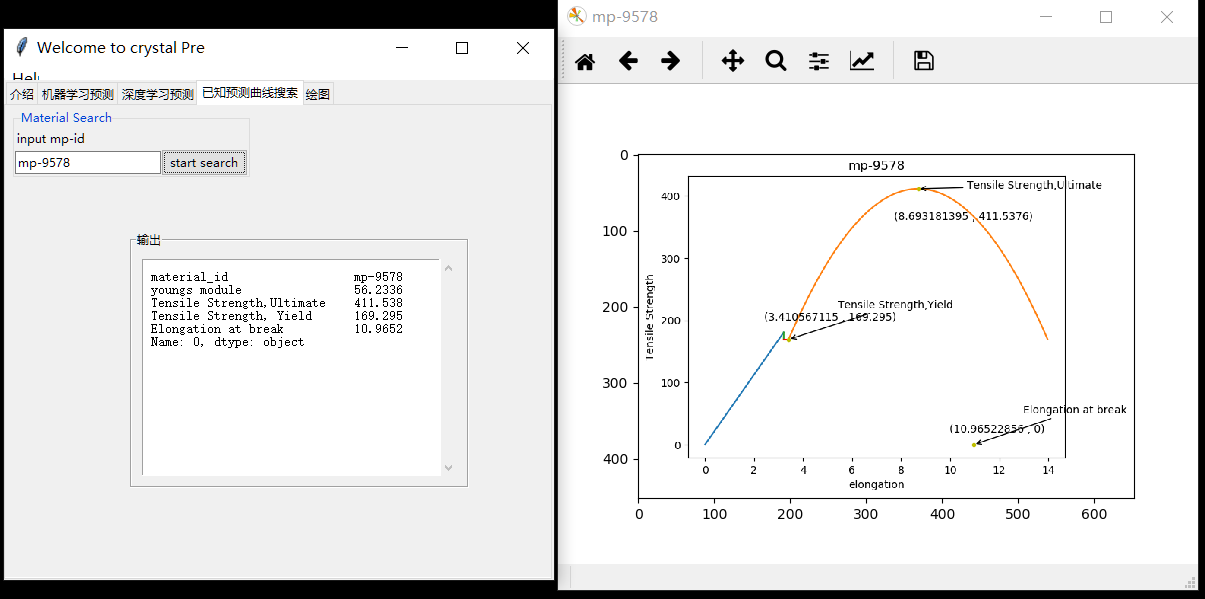 Welcome to crystal Pre
Hel
介绍 机器学习预测 深度学习预测 已知预测曲线搜索 绘图
Material Search
input mp-id
mp-9578 start search
输出
material_id mp-9578
youngs module 56.2336
Tensile Strength,Ultimate 411.538
Tensile Strength, Yield 169.295
Elongation at break 10.9652
Name: 0, dtype: object
mp-9578
mp-9578
Tensile Strength,Ultimate
(8.693181395 , 411.5376)
Tensile Strength,Yield
(3.410567115 , 169.295)
Elongation at break
(10.96522856 , 0)
Tensile Strength
400
300
200
100
0
0 2 4 6 8 10 12 14
elongation
0
100
200
300
400
0 100 200 300 400 500 600